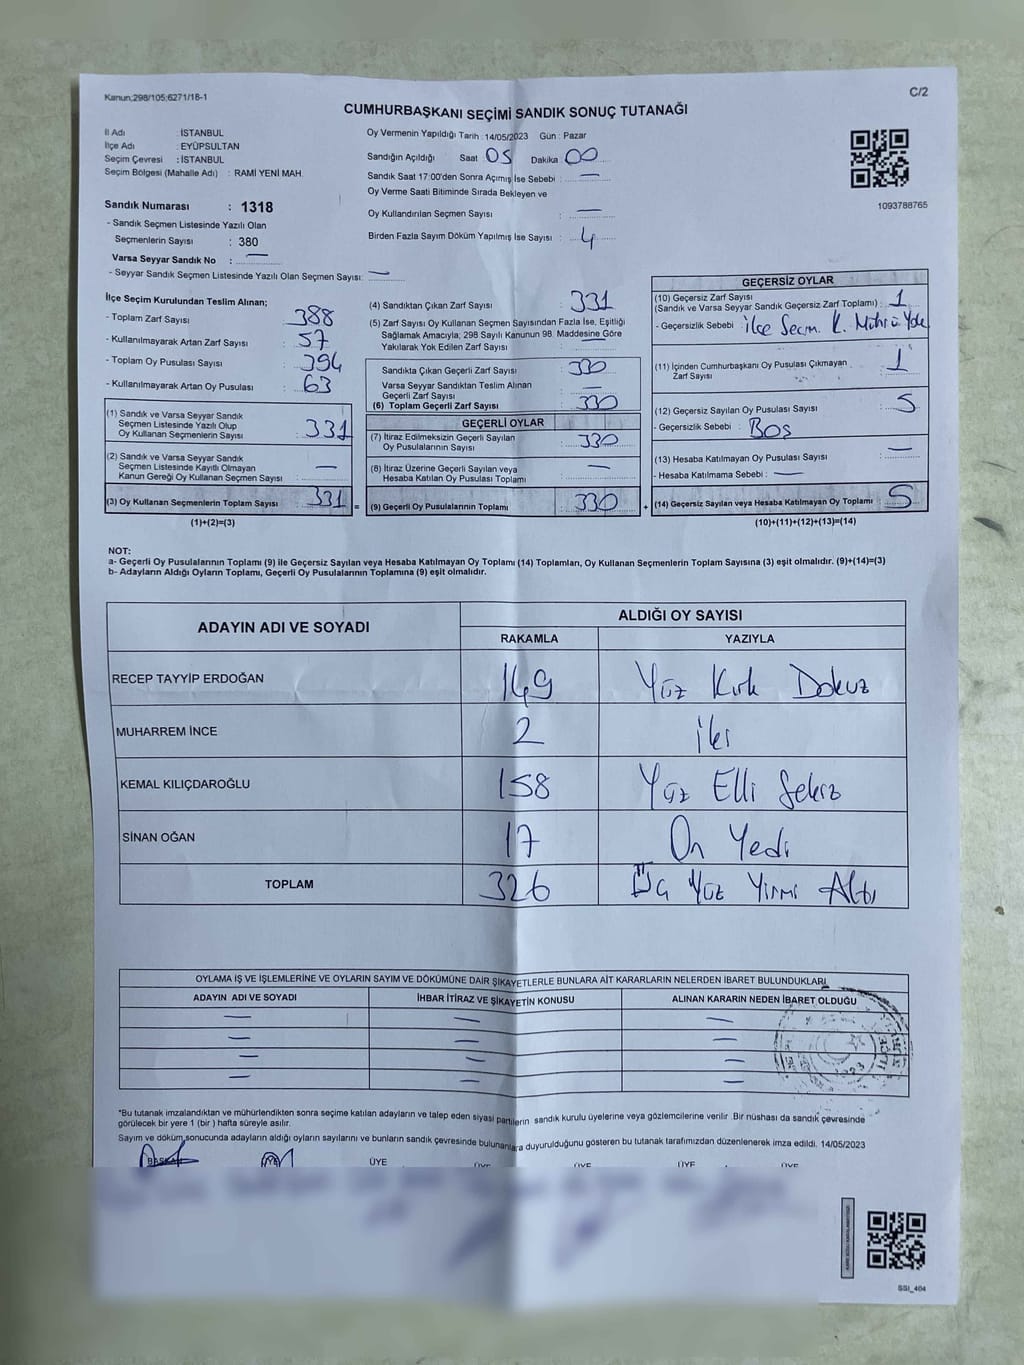 Kanun:298/105;6271/18-1
C/2
CUMHURBAŞKANI SEÇİMİ SANDIK SONUÇ TUTANAĞI
İl Adı : İSTANBUL
İlçe Adı : EYÜPSULTAN
Seçim Çevresi : İSTANBUL
Seçim Bölgesi (Mahalle Adı) : RAMİ YENİ MAH.
Sandık Numarası : 1318
- Sandık Seçmen Listesinde Yazılı Olan
Seçmenlerin Sayısı : 380
Varsa Seyyar Sandık No : —
- Seyyar Sandık Seçmen Listesinde Yazılı Olan Seçmen Sayısı: —
Oy Vermenin Yapıldığı Tarih : 14/05/2023 Gün : Pazar
Sandığın Açıldığı Saat 05 Dakika 00
Sandık Saat 17:00'den Sonra Açılmış İse Sebebi : —
Oy Verme Saati Bitiminde Sırada Bekleyen ve
Oy Kullandırılan Seçmen Sayısı : —
Birden Fazla Sayım Döküm Yapılmış İse Sayısı : 4
1093788765
İlçe Seçim Kurulundan Teslim Alınan;
- Toplam Zarf Sayısı : 388
- Kullanılmayarak Artan Zarf Sayısı : 57
- Toplam Oy Pusulası Sayısı : 394
- Kullanılmayarak Artan Oy Pusulası : 63
(1) Sandık ve Varsa Seyyar Sandık
Seçmen Listesinde Yazılı Olup
Oy Kullanan Seçmenlerin Sayısı : 331
(2) Sandık ve Varsa Seyyar Sandık
Seçmen Listesinde Kayıtlı Olmayan
Kanun Gereği Oy Kullanan Seçmen Sayısı : —
(3) Oy Kullanan Seçmenlerin Toplam Sayısı : 331 =
(1)+(2)=(3)
(4) Sandıktan Çıkan Zarf Sayısı : 331
(5) Zarf Sayısı Oy Kullanan Seçmen Sayısından Fazla İse, Eşitliği
Sağlamak Amacıyla; 298 Sayılı Kanunun 98. Maddesine Göre
Yakılarak Yok Edilen Zarf Sayısı : —
Sandıkta Çıkan Geçerli Zarf Sayısı : 330
Varsa Seyyar Sandıktan Teslim Alınan
Geçerli Zarf Sayısı : —
(6) Toplam Geçerli Zarf Sayısı : 330
GEÇERLİ OYLAR
(7) İtiraz Edilmeksizin Geçerli Sayılan
Oy Pusulalarının Sayısı : 330
(8) İtiraz Üzerine Geçerli Sayılan veya
Hesaba Katılan Oy Pusulası Toplamı : —
(9) Geçerli Oy Pusulalarının Toplamı : 330 +
GEÇERSİZ OYLAR
(10) Geçersiz Zarf Sayısı
(Sandık ve Varsa Seyyar Sandık Geçersiz Zarf Toplamı) : 1
- Geçersizlik Sebebi : İlçe Seçm. K. Mührü Yok
(11) İçinden Cumhurbaşkanı Oy Pusulası Çıkmayan
Zarf Sayısı : 1
(12) Geçersiz Sayılan Oy Pusulası Sayısı : 5
- Geçersizlik Sebebi : Boş
(13) Hesaba Katılmayan Oy Pusulası Sayısı : —
- Hesaba Katılmama Sebebi : —
(14) Geçersiz Sayılan veya Hesaba Katılmayan Oy Toplamı : 5
(10)+(11)+(12)+(13)=(14)
NOT:
a- Geçerli Oy Pusulalarının Toplamı (9) ile Geçersiz Sayılan veya Hesaba Katılmayan Oy Toplamı (14) Toplamları, Oy Kullanan Seçmenlerin Toplam Sayısına (3) eşit olmalıdır. (9)+(14)=(3)
b- Adayların Aldığı Oyların Toplamı, Geçerli Oy Pusulalarının Toplamına (9) eşit olmalıdır.
ADAYIN ADI VE SOYADI
ALDIĞI OY SAYISI
RAKAMLA YAZIYLA
RECEP TAYYİP ERDOĞAN 149 Yüz Kırk Dokuz
MUHARREM İNCE 2 İki
KEMAL KILIÇDAROĞLU 158 Yüz Elli Sekiz
SİNAN OĞAN 17 On Yedi
TOPLAM 326 Üç Yüz Yirmi Altı
OYLAMA İŞ VE İŞLEMLERİNE VE OYLARIN SAYIM VE DÖKÜMÜNE DAİR ŞİKAYETLERLE BUNLARA AİT KARARLARIN NELERDEN İBARET BULUNDUKLARI
ADAYIN ADI VE SOYADI İHBAR İTİRAZ VE ŞİKAYETİN KONUSU ALINAN KARARIN NEDEN İBARET OLDUĞU
— — —
— — —
— — —
— — —
*Bu tutanak imzalandıktan ve mühürlendikten sonra seçime katılan adayların ve talep eden siyasi partilerin sandık kurulu üyelerine veya gözlemcilerine verilir. Bir nüshası da sandık çevresinde
görülecek bir yere 1 (bir ) hafta süreyle asılır.
Sayım ve döküm sonucunda adayların aldığı oyların sayılarını ve bunların sandık çevresinde bulunanlara duyurulduğunu gösteren bu tutanak tarafımızdan düzenlenerek imza edildi. 14/05/2023
BAŞKAN ÜYE ÜYE ÜYE ÜYE ÜYE ÜYE
SSI_404